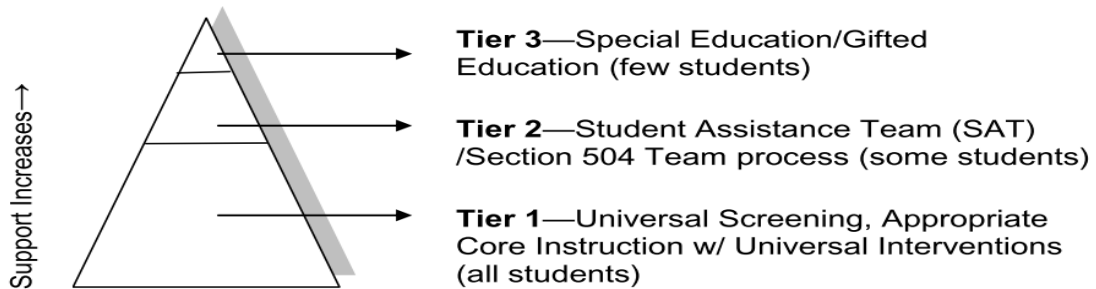 Tier 3—Special Education/Gifted
Education (few students)
Tier 2—Student Assistance Team (SAT)
/Section 504 Team process (some students)
Tier 1—Universal Screening, Appropriate
Core Instruction w/ Universal Interventions
(all students)
Support Increases→